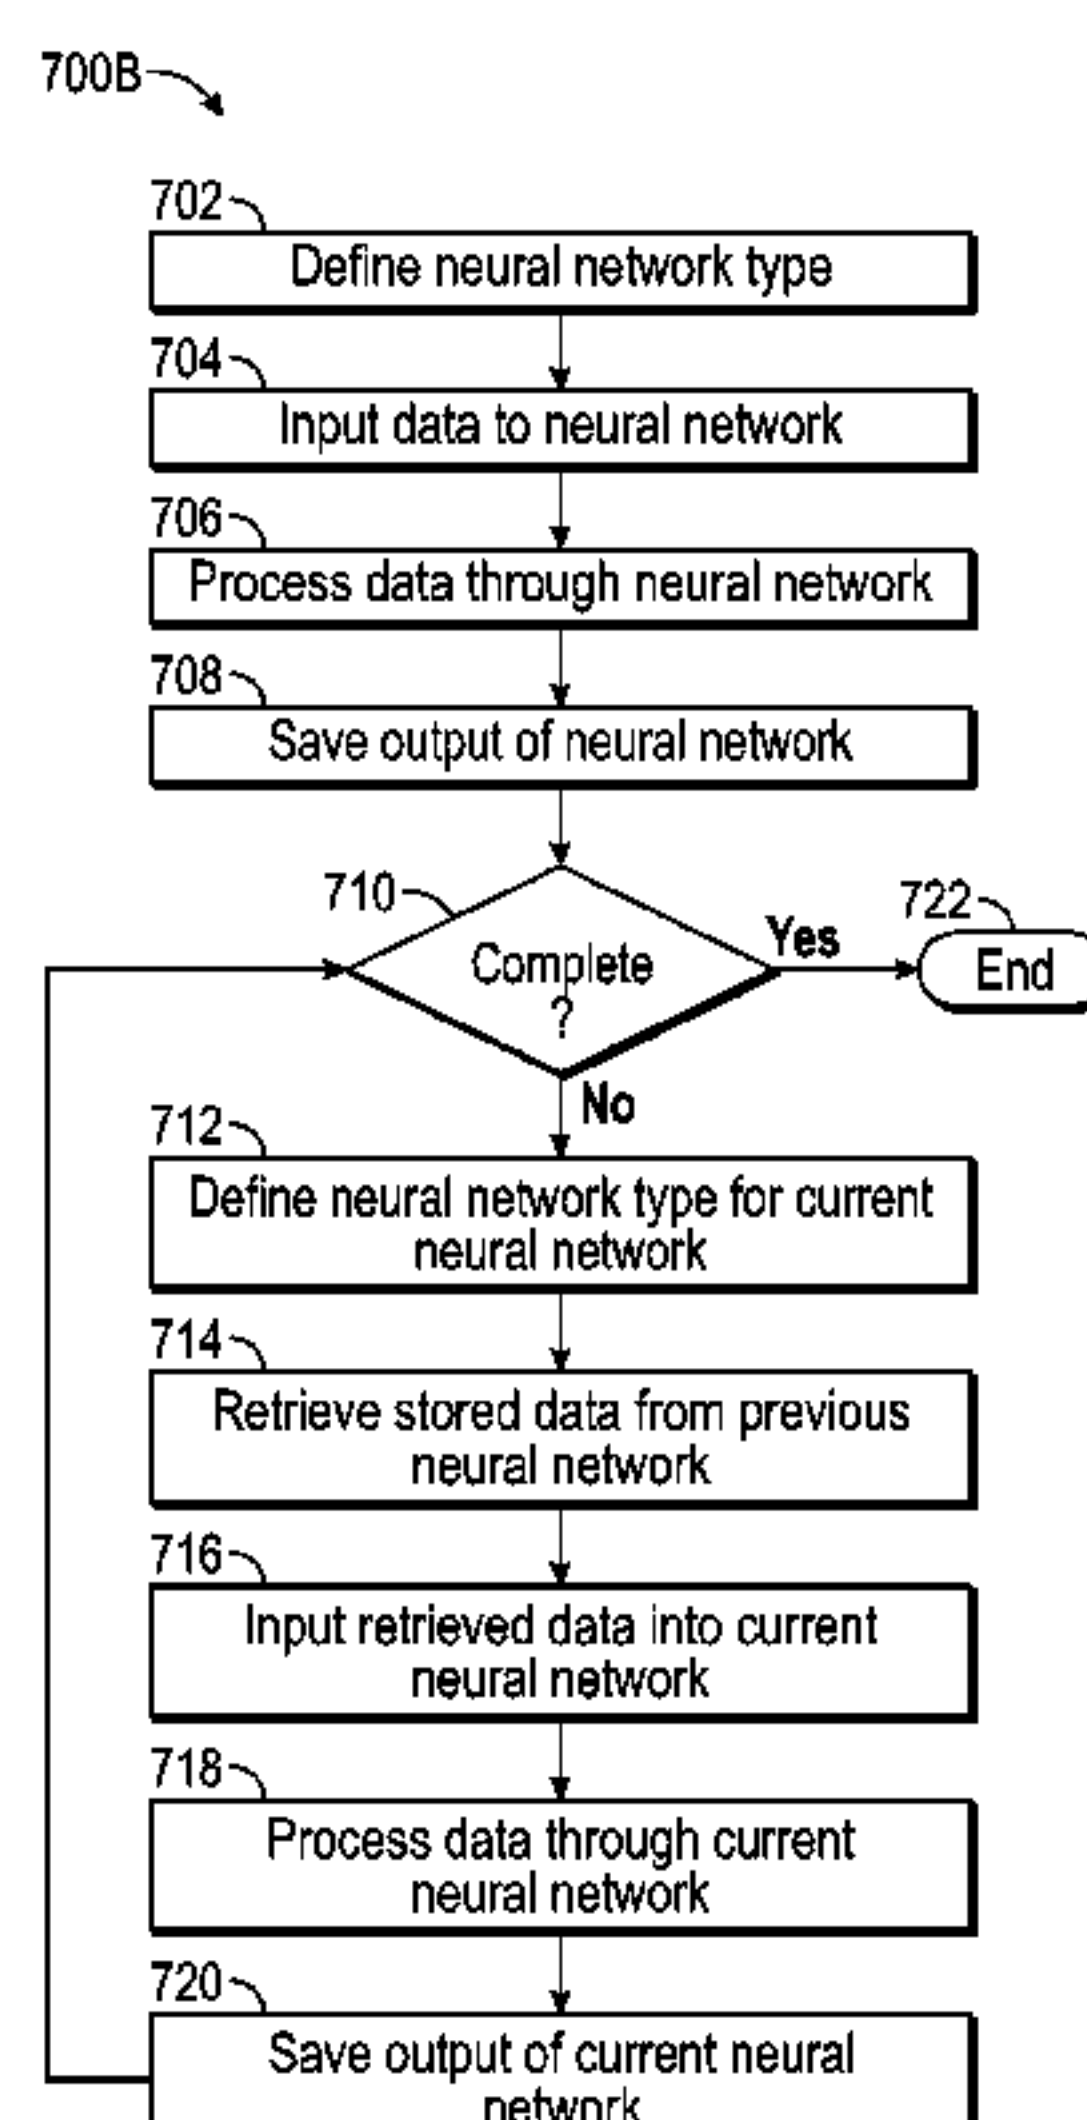 700B
702
Define neural network type
704
Input data to neural network
706
Process data through neural network
708
Save output of neural network
710
Complete
?
Yes
722
End
No
712
Define neural network type for current
neural network
714
Retrieve stored data from previous
neural network
716
Input retrieved data into current
neural network
718
Process data through current
neural network
720
Save output of current neural
network